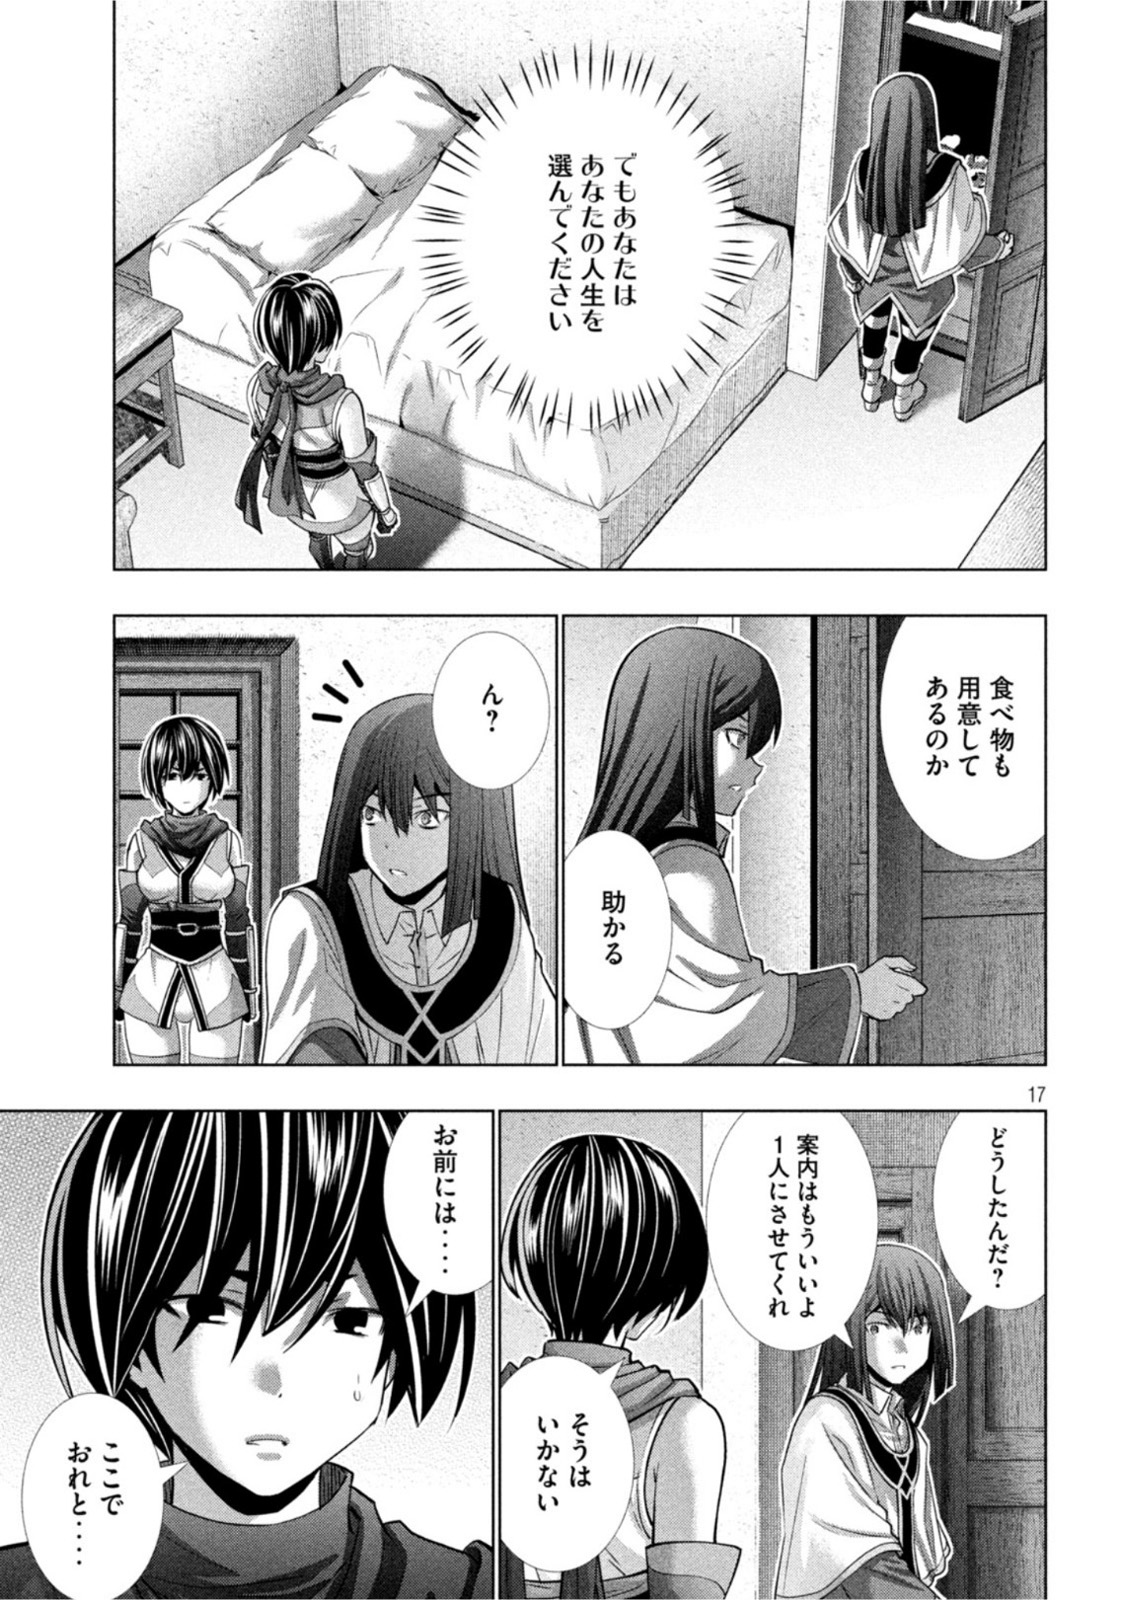 でもあなたは
あなたの人生を
選んでください
食べ物も
用意して
あるのか
助かる
ん？
17
どうしたんだ？
案内はもういいよ
1人にさせてくれ
そうは
いかない
お前には‥‥
ここで
おれと‥‥